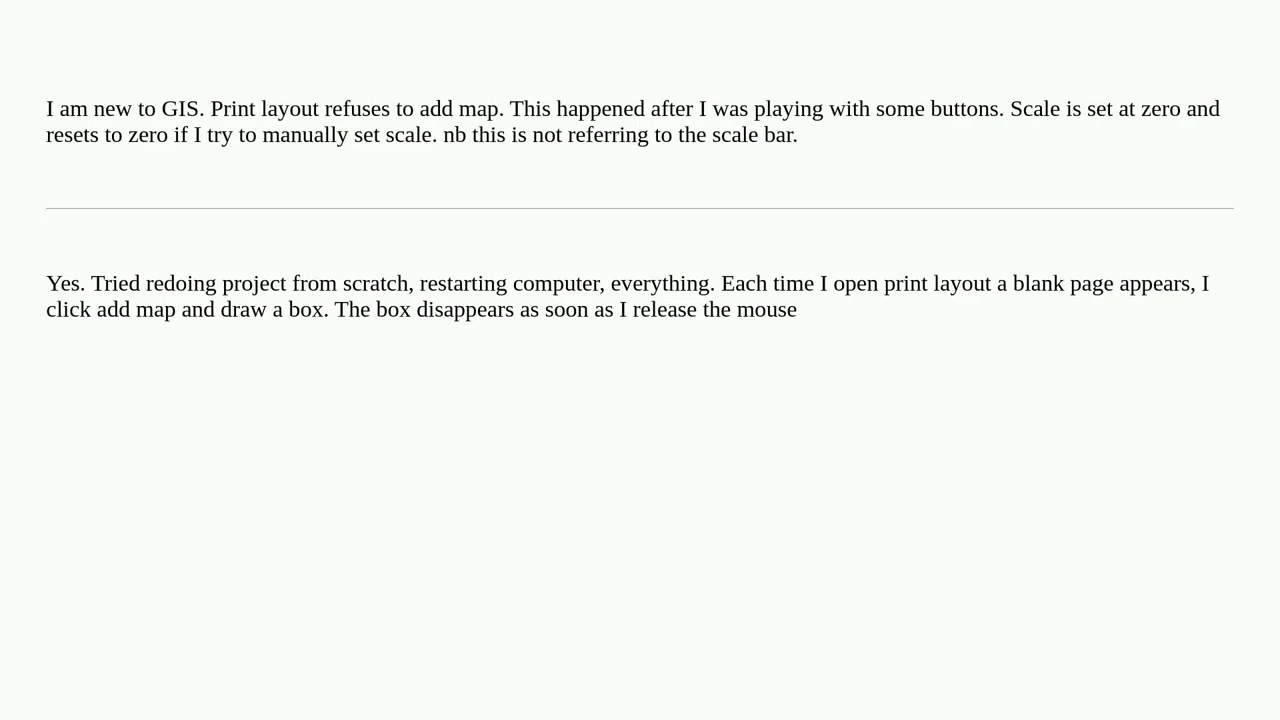 I am new to GIS. Print layout refuses to add map. This happened after I was playing with some buttons. Scale is set at zero and
resets to zero if I try to manually set scale. nb this is not referring to the scale bar.
Yes. Tried redoing project from scratch, restarting computer, everything. Each time I open print layout a blank page appears, I
click add map and draw a box. The box disappears as soon as I release the mouse